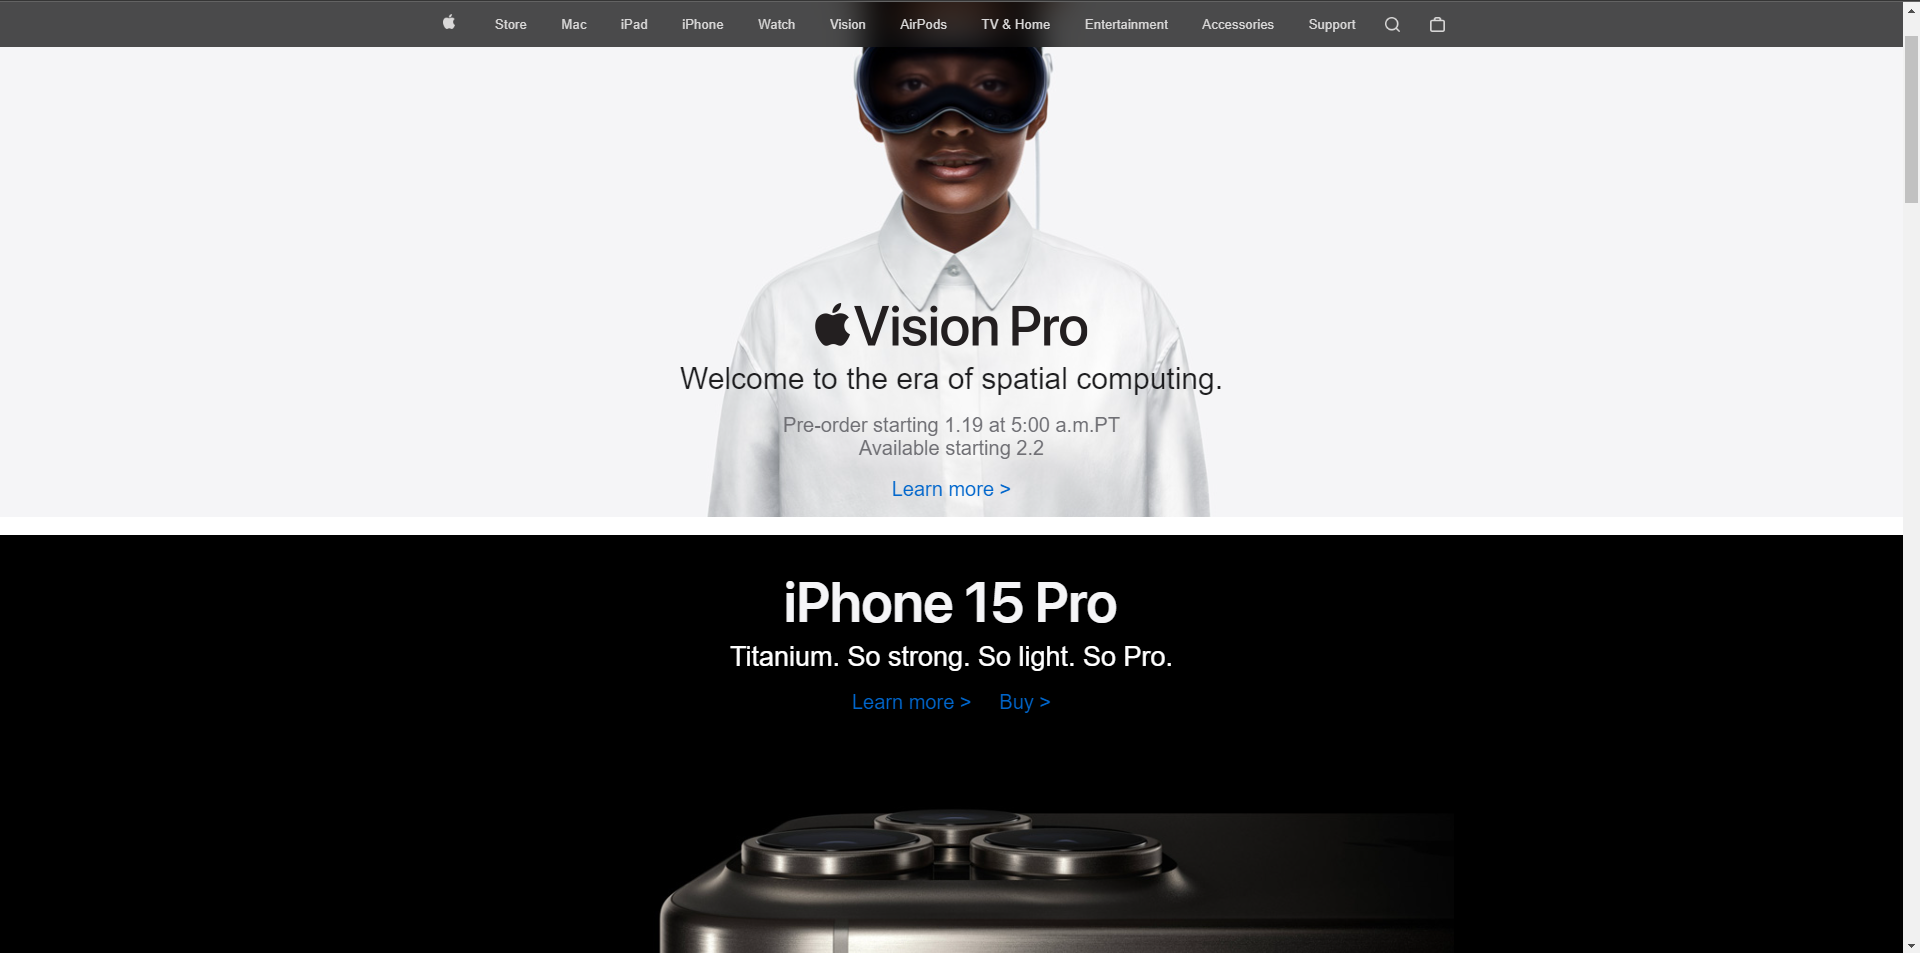 Store Mac iPad iPhone Watch Vision AirPods TV & Home Entertainment Accessories Support
Vision Pro
Welcome to the era of spatial computing.
Pre-order starting 1.19 at 5:00 a.m.PT
Available starting 2.2
Learn more >
iPhone 15 Pro
Titanium. So strong. So light. So Pro.
Learn more > Buy >